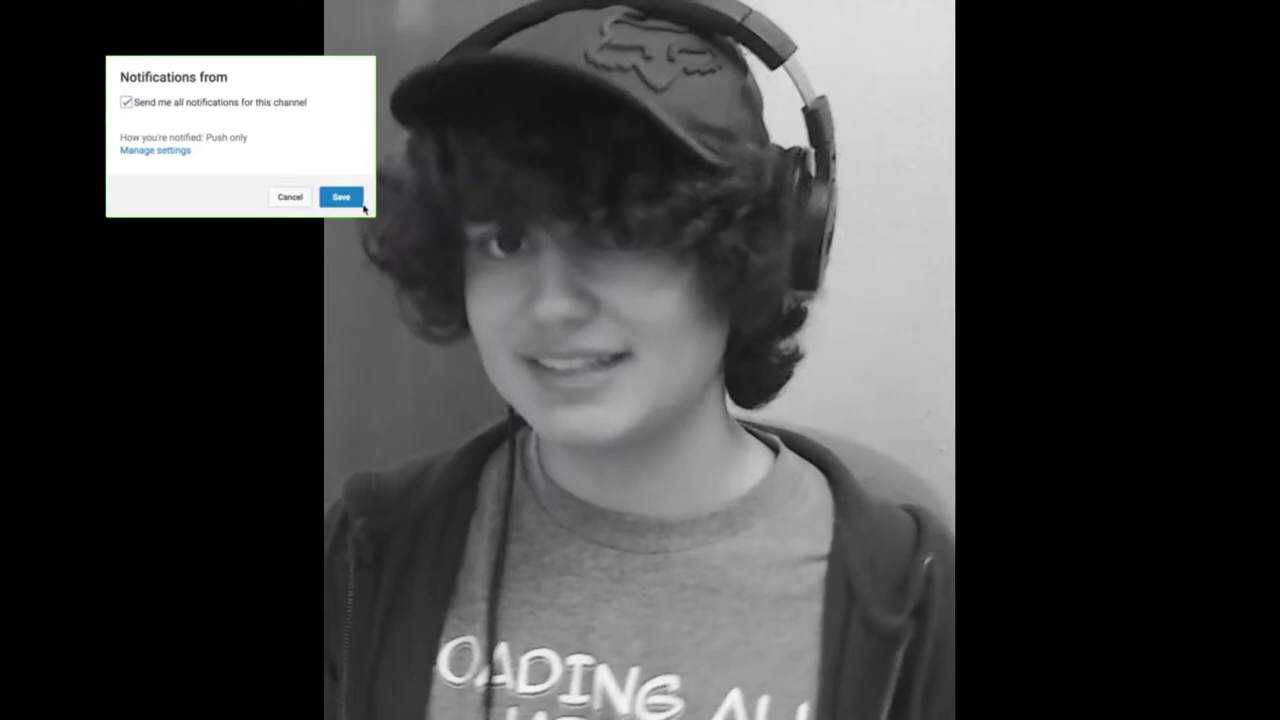 Notifications from
Send me all notifications for this channel
How you're notified: Push only
Manage settings
Cancel
Save
OADING